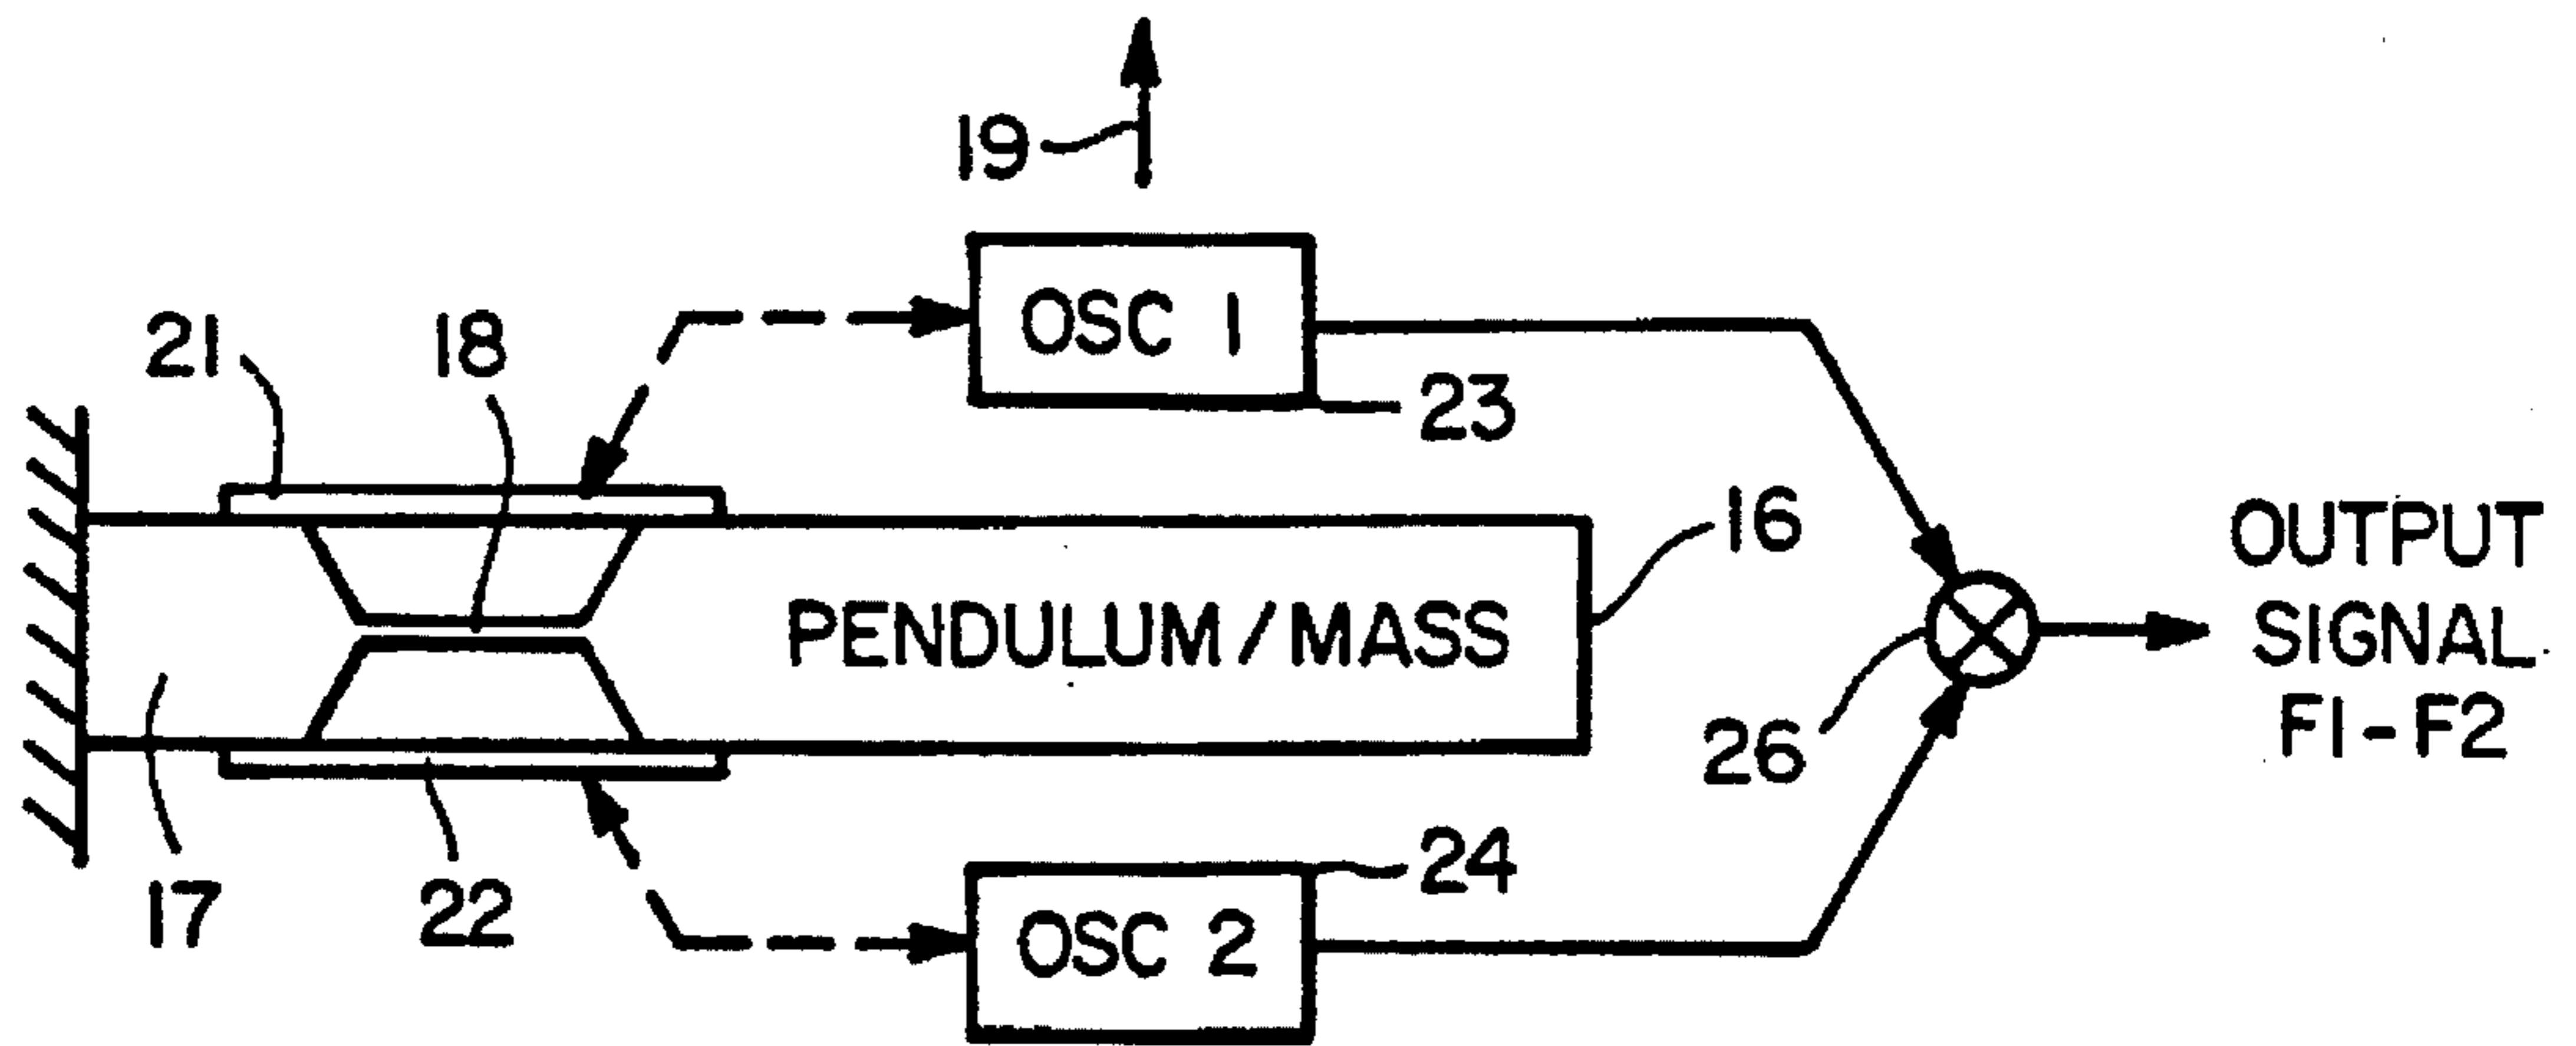 19
OSC 1
23
21
18
16
PENDULUM/MASS
OUTPUT
SIGNAL
F1-F2
26
17
22
24
OSC 2